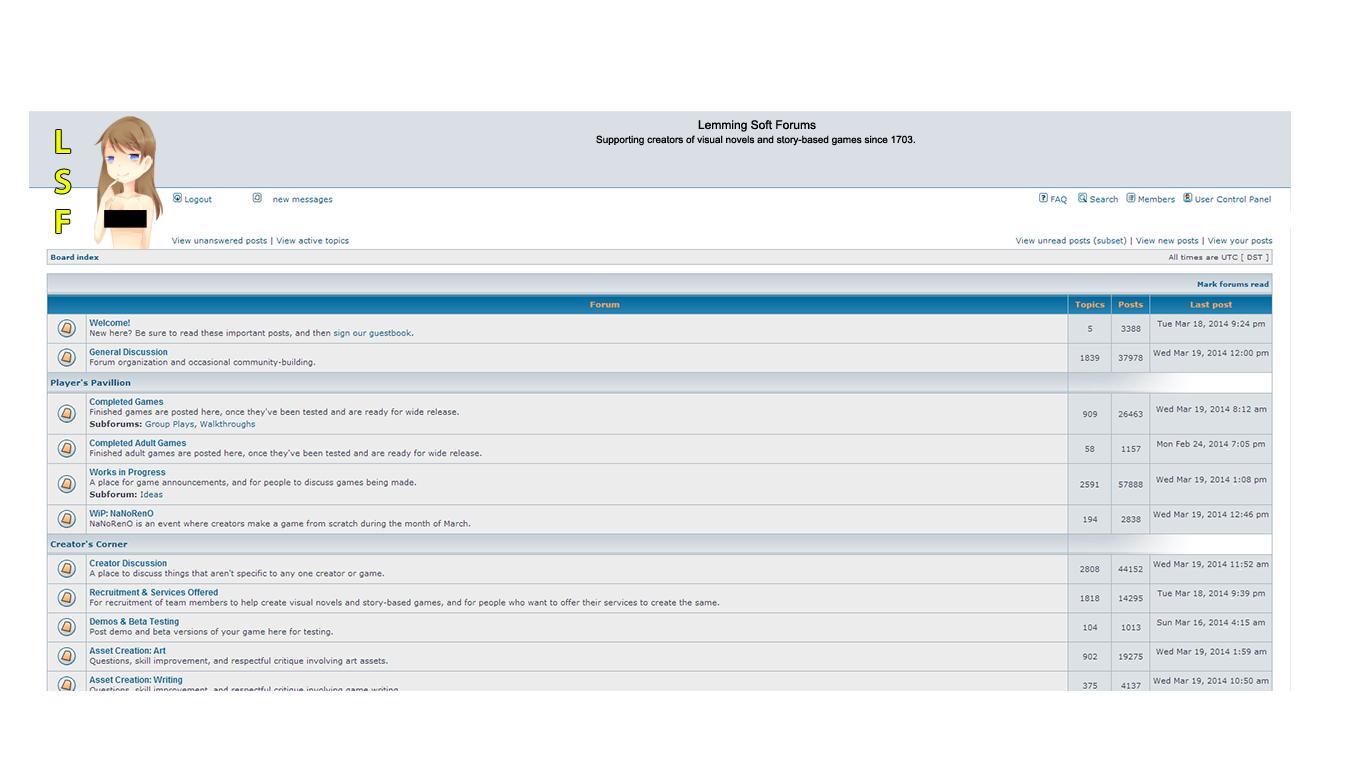 L
S
F
Lemming Soft Forums
Supporting creators of visual novels and story-based games since 1703.
Logout new messages
FAQ Search Members User Control Panel
View unanswered posts | View active topics
View unread posts (subset) | View new posts | View your posts
Board index
All times are UTC [ DST ]
Mark forums read
Forum Topics Posts Last post
Welcome!
New here? Be sure to read these important posts, and then sign our guestbook.
5 3388 Tue Mar 18, 2014 9:24 pm
General Discussion
Forum organization and occasional community-building.
1839 37978 Wed Mar 19, 2014 12:00 pm
Player's Pavillion
Completed Games
Finished games are posted here, once they've been tested and are ready for wide release.
Subforums: Group Plays, Walkthroughs
909 26463 Wed Mar 19, 2014 8:12 am
Completed Adult Games
Finished adult games are posted here, once they've been tested and are ready for wide release.
58 1157 Mon Feb 24, 2014 7:05 pm
Works in Progress
A place for game announcements, and for people to discuss games being made.
Subforum: Ideas
2591 57888 Wed Mar 19, 2014 1:08 pm
WiP: NaNoRenO
NaNoRenO is an event where creators make a game from scratch during the month of March.
194 2838 Wed Mar 19, 2014 12:46 pm
Creator's Corner
Creator Discussion
A place to discuss things that aren't specific to any one creator or game.
2808 44152 Wed Mar 19, 2014 11:52 am
Recruitment & Services Offered
For recruitment of team members to help create visual novels and story-based games, and for people who want to offer their services to create the same.
1818 14295 Tue Mar 18, 2014 9:39 pm
Demos & Beta Testing
Post demo and beta versions of your game here for testing.
104 1013 Sun Mar 16, 2014 4:15 am
Asset Creation: Art
Questions, skill improvement, and respectful critique involving art assets.
902 19275 Wed Mar 19, 2014 1:59 am
Asset Creation: Writing
Questions, skill improvement, and respectful critique involving game writing.
375 4137 Wed Mar 19, 2014 10:50 am